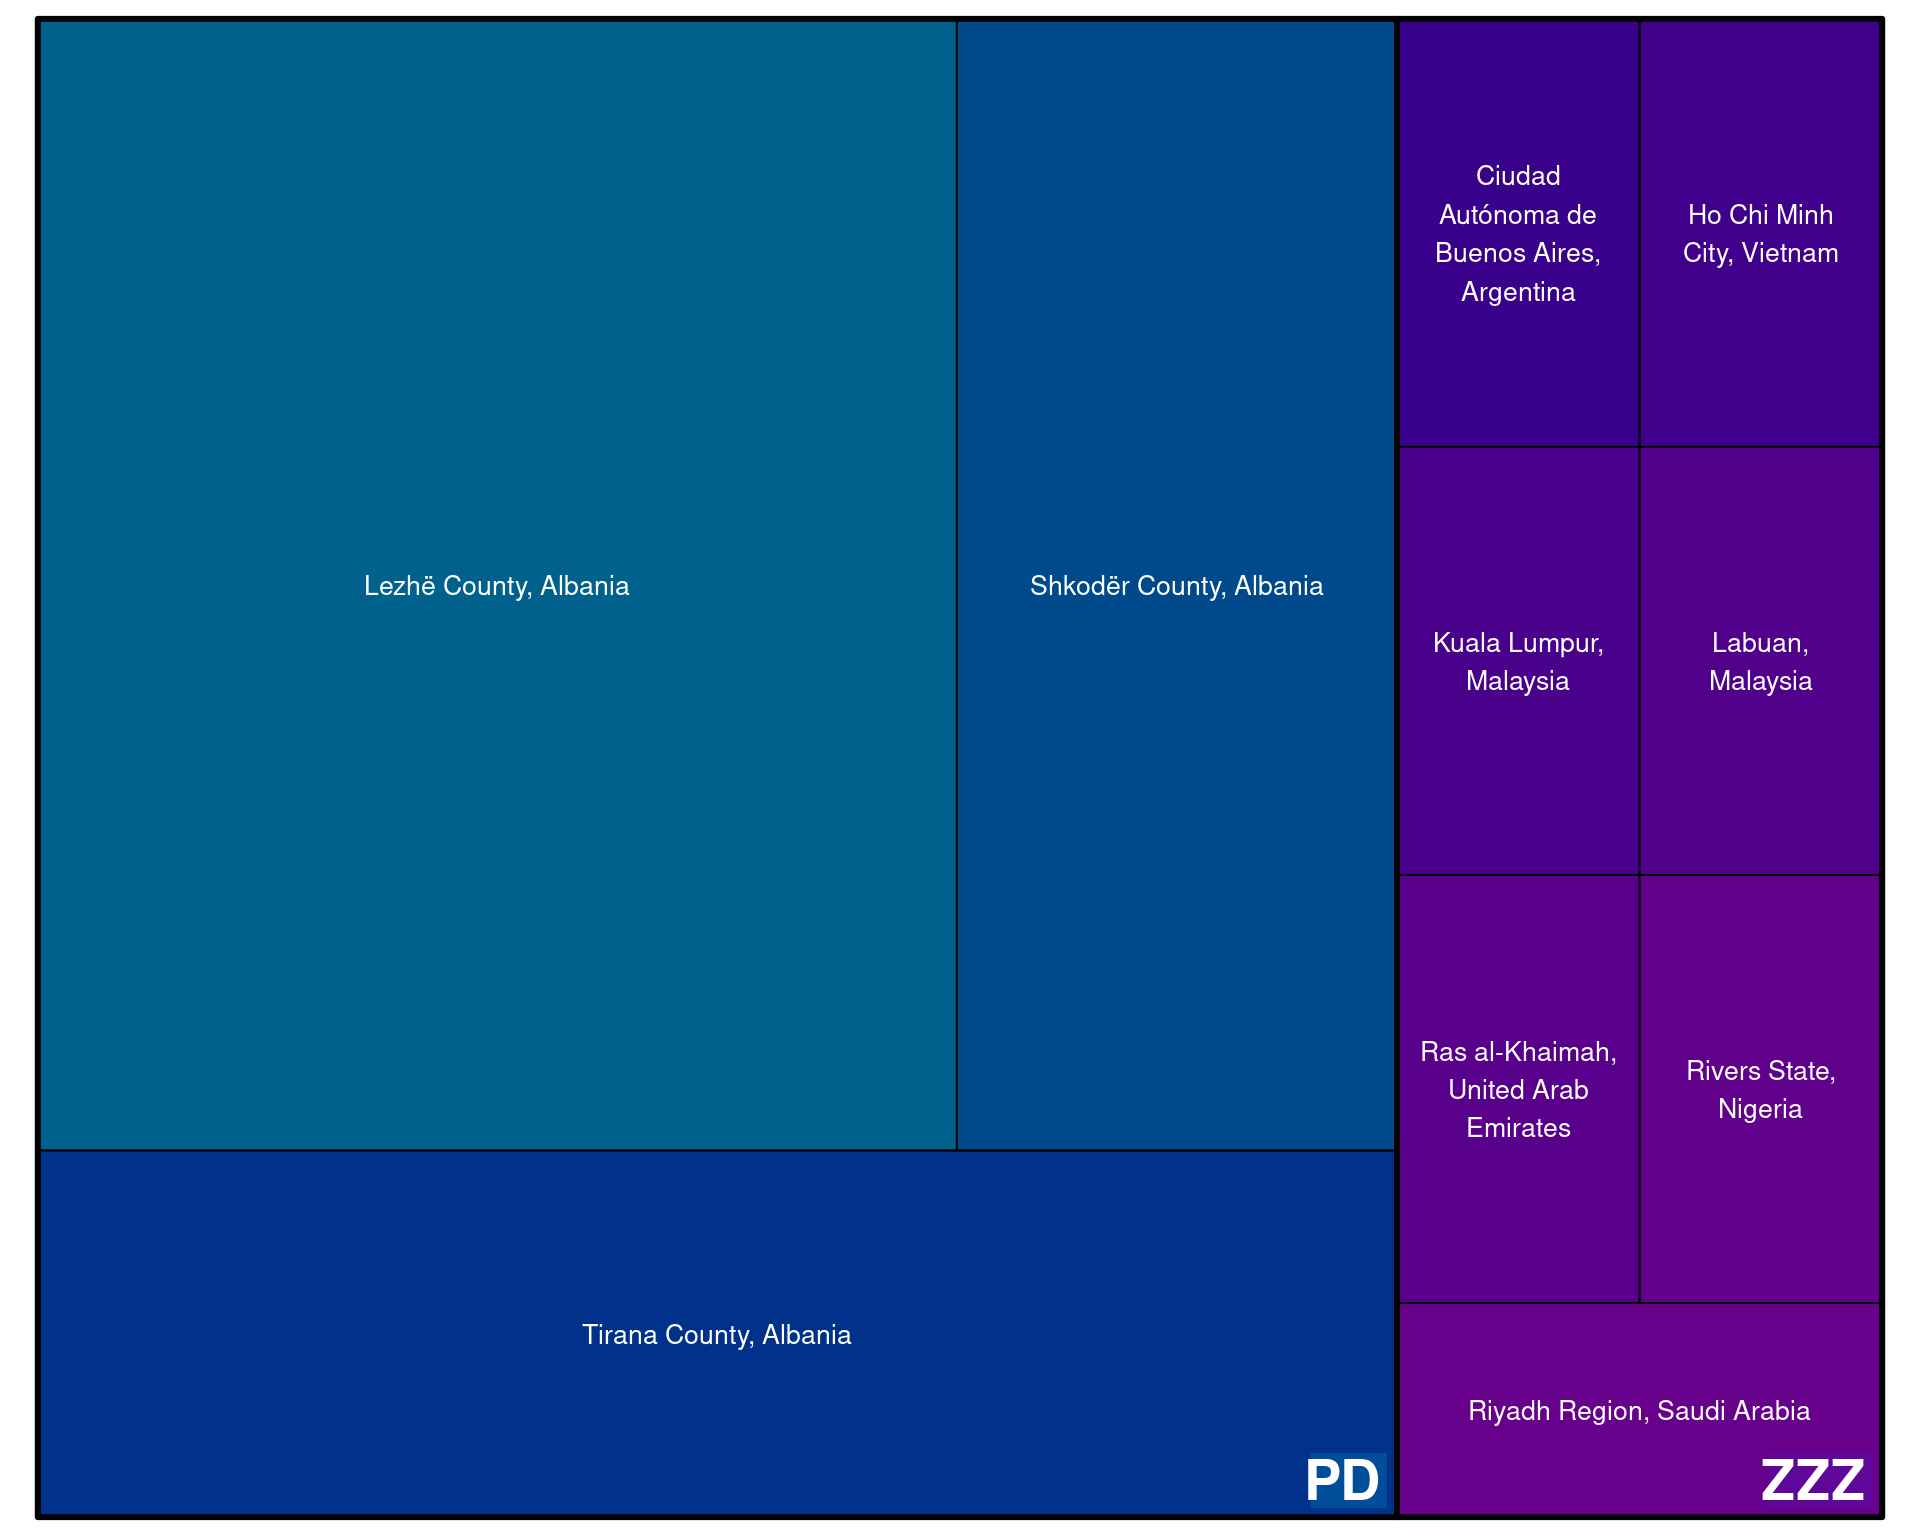 Lezhë County, Albania
Shkodër County, Albania
Tirana County, Albania
PD
Ciudad
Autónoma de
Buenos Aires,
Argentina
Ho Chi Minh
City, Vietnam
Kuala Lumpur,
Malaysia
Labuan,
Malaysia
Ras al-Khaimah,
United Arab
Emirates
Rivers State,
Nigeria
Riyadh Region, Saudi Arabia
ZZZ